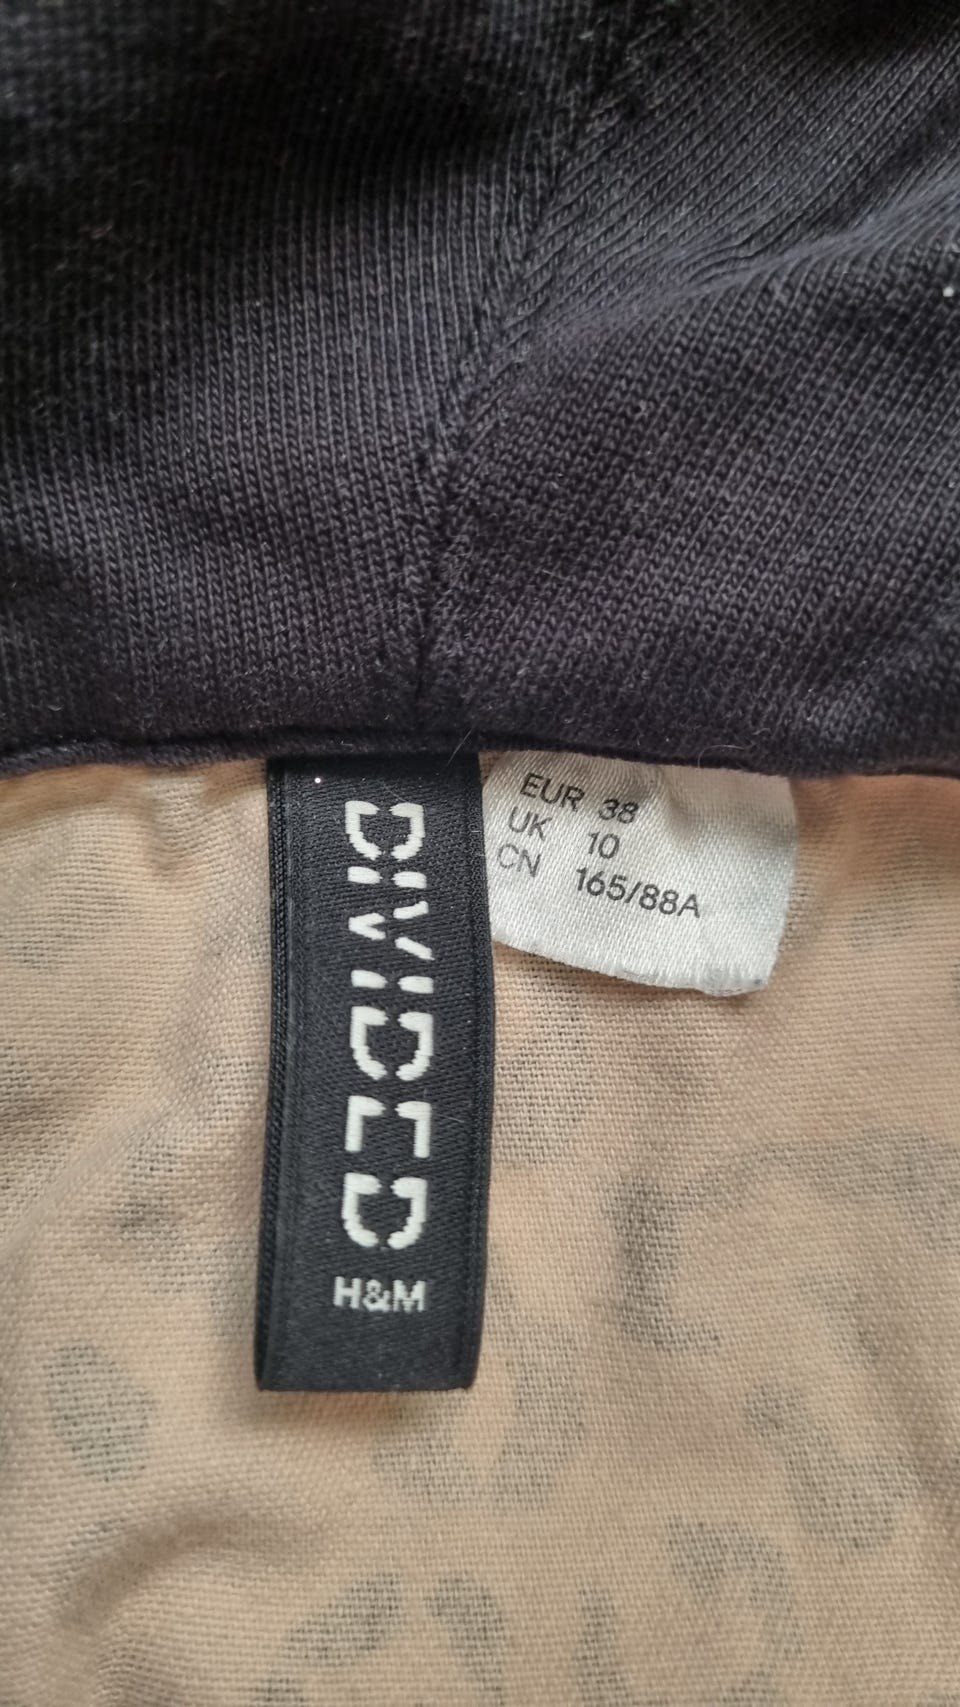 DIVIDED
H&M
EUR 38
UK 10
CN 165/88A